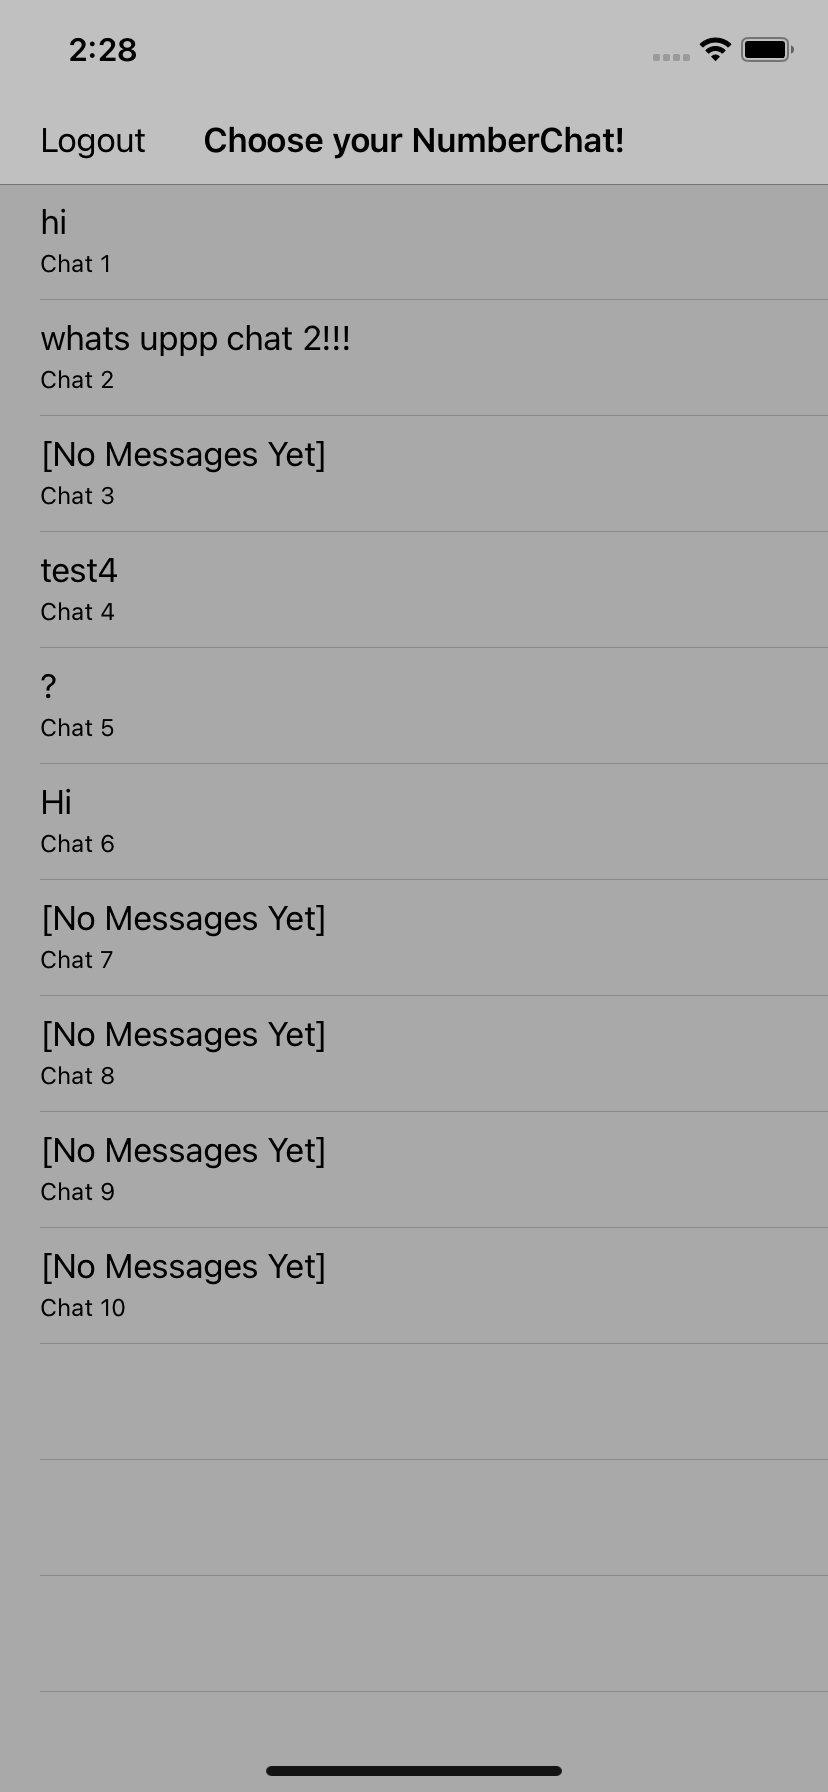 2:28
Logout Choose your NumberChat!
hi
Chat 1
whats uppp chat 2!!!
Chat 2
[No Messages Yet]
Chat 3
test4
Chat 4
?
Chat 5
Hi
Chat 6
[No Messages Yet]
Chat 7
[No Messages Yet]
Chat 8
[No Messages Yet]
Chat 9
[No Messages Yet]
Chat 10